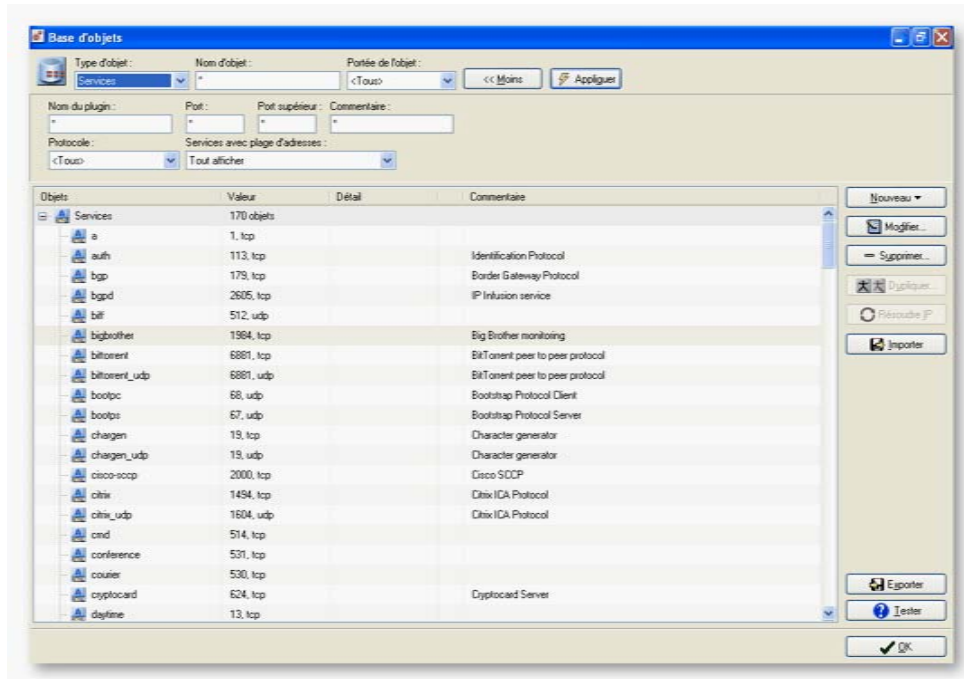 Base d'objets
Type d'objet : Nom d'objet : Portée de l'objet :
Services * <Tous> << Moins Appliquer
Nom du plugin : Port : Port supérieur : Commentaire :
* * * *
Protocole : Services avec plage d'adresses :
<Tous> Tout afficher
Objets Valeur Détail Commentaire
Services 170 objets
a 1, tcp
auth 113, tcp Identification Protocol
bgp 179, tcp Border Gateway Protocol
bgpd 2605, tcp IP Infusion service
biff 512, udp
bigbrother 1984, tcp Big Brother monitoring
bittorrent 6881, tcp BitTorrent peer to peer protocol
bittorrent_udp 6881, udp BitTorrent peer to peer protocol
bootpc 68, udp Bootstrap Protocol Client
bootps 67, udp Bootstrap Protocol Server
chargen 19, tcp Character generator
chargen_udp 19, udp Character generator
cisco-sccp 2000, tcp Cisco SCCP
citrix 1494, tcp Citrix ICA Protocol
citrix_udp 1604, udp Citrix ICA Protocol
cmd 514, tcp
conference 531, tcp
courier 530, tcp
cryptocard 624, tcp Cryptocard Server
daytime 13, tcp
Nouveau
Modifier...
Supprimer...
Dupliquer...
Résoudre IP
Importer
Exporter
Tester
OK